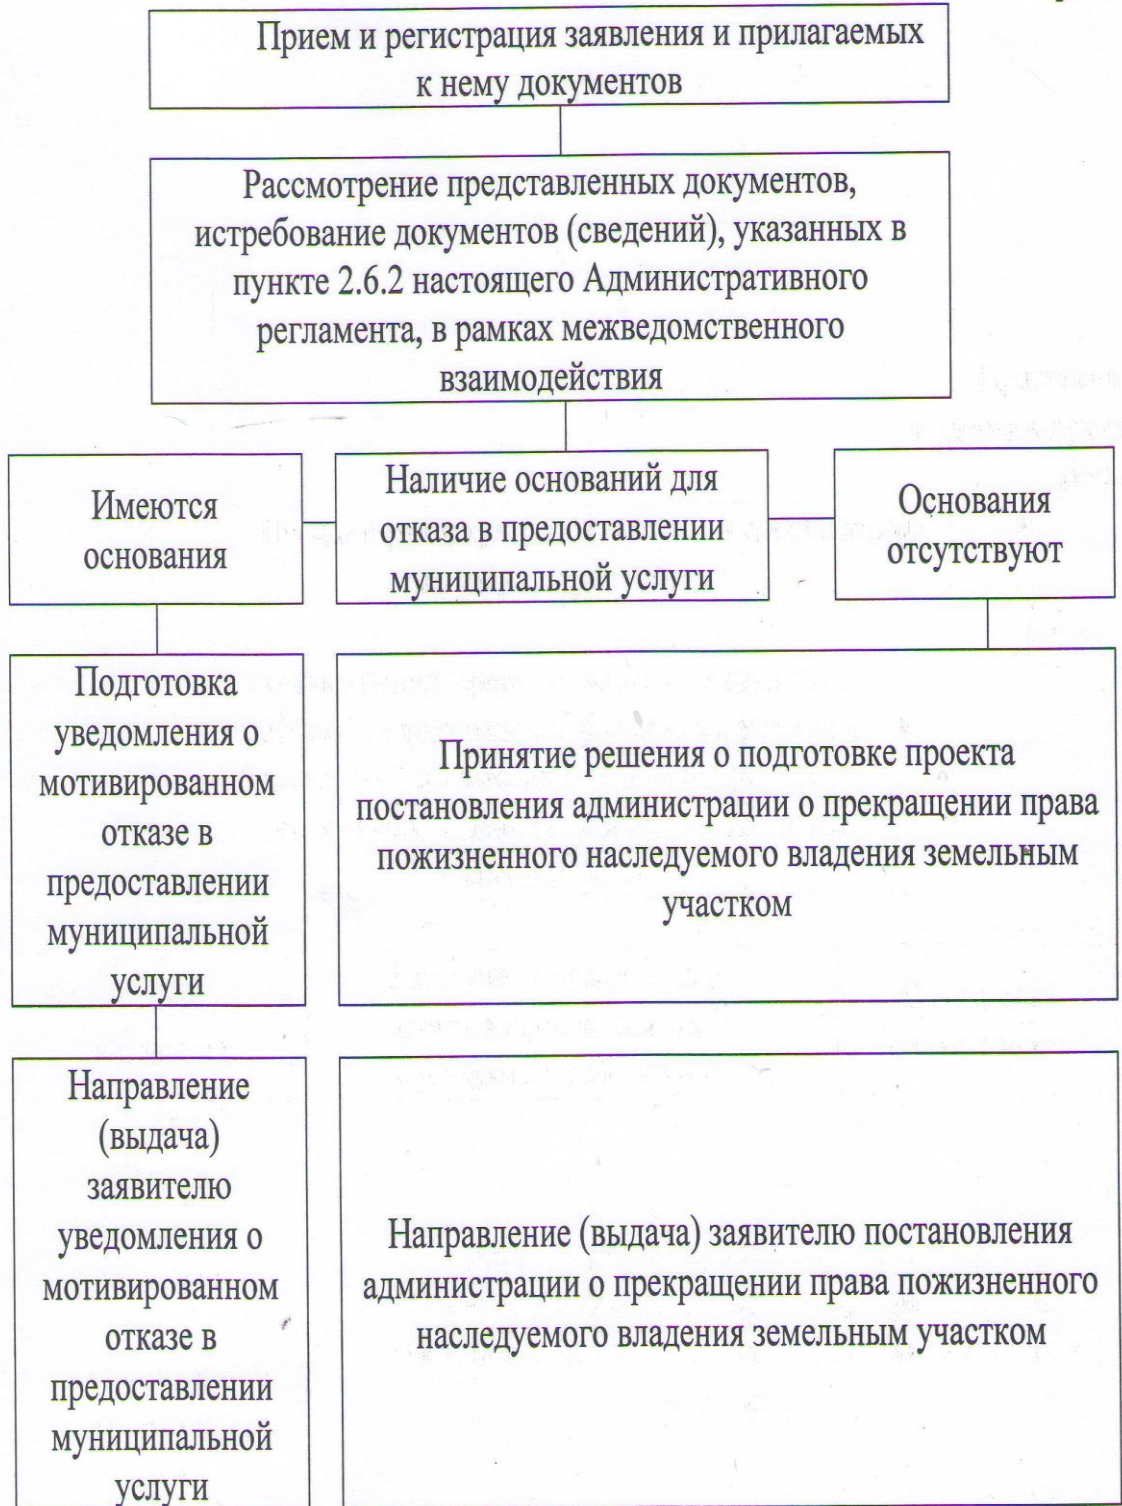 Прием и регистрация заявления и прилагаемых
к нему документов
Рассмотрение представленных документов,
истребование документов (сведений), указанных в
пункте 2.6.2 настоящего Административного
регламента, в рамках межведомственного
взаимодействия
Имеются
основания
Наличие оснований для
отказа в предоставлении
муниципальной услуги
Основания
отсутствуют
Подготовка
уведомления о
мотивированном
отказе в
предоставлении
муниципальной
услуги
Принятие решения о подготовке проекта
постановления администрации о прекращении права
пожизненного наследуемого владения земельным
участком
Направление
(выдача)
заявителю
уведомления о
мотивированном
отказе в
предоставлении
муниципальной
услуги
Направление (выдача) заявителю постановления
администрации о прекращении права пожизненного
наследуемого владения земельным участком